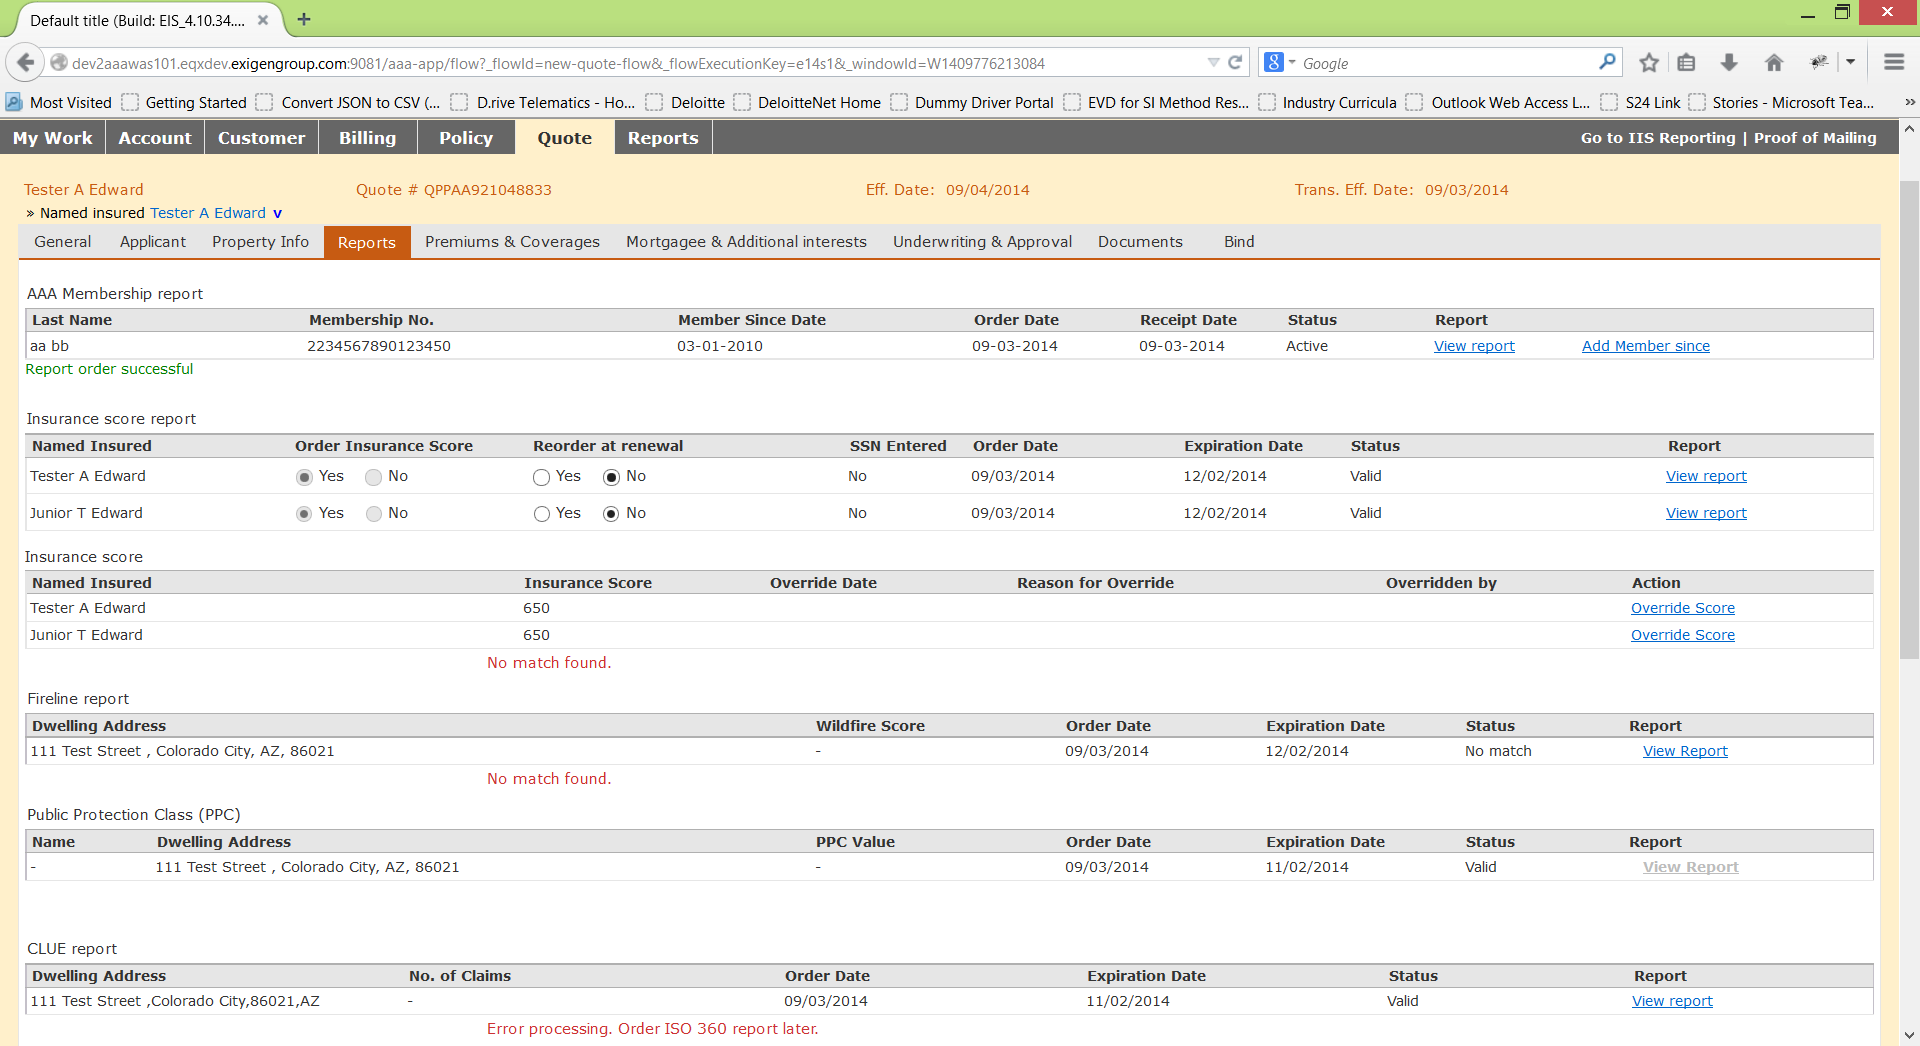 Default title (Build: EIS_4.10.34....
dev2aaawas101.eqxdev.exigengroup.com:9081/aaa-app/flow?_flowId=new-quote-flow&_flowExecutionKey=e14s1&_windowId=W1409776213084
8 Google
Most Visited Getting Started Convert JSON to CSV (... D.rive Telematics - Ho... Deloitte DeloitteNet Home Dummy Driver Portal EVD for SI Method Res... Industry Curricula Outlook Web Access L... S24 Link Stories - Microsoft Tea... »
My Work Account Customer Billing Policy Quote Reports Go to IIS Reporting | Proof of Mailing
Tester A Edward Quote # QPPAA921048833 Eff. Date: 09/04/2014 Trans. Eff. Date: 09/03/2014
» Named insured Tester A Edward v
General Applicant Property Info Reports Premiums & Coverages Mortgagee & Additional interests Underwriting & Approval Documents Bind
AAA Membership report
Last Name Membership No. Member Since Date Order Date Receipt Date Status Report
aa bb 2234567890123450 03-01-2010 09-03-2014 09-03-2014 Active View report Add Member since
Report order successful
Insurance score report
Named Insured Order Insurance Score Reorder at renewal SSN Entered Order Date Expiration Date Status Report
Tester A Edward Yes No Yes No No 09/03/2014 12/02/2014 Valid View report
Junior T Edward Yes No Yes No No 09/03/2014 12/02/2014 Valid View report
Insurance score
Named Insured Insurance Score Override Date Reason for Override Overridden by Action
Tester A Edward 650 Override Score
Junior T Edward 650 Override Score
No match found.
Fireline report
Dwelling Address Wildfire Score Order Date Expiration Date Status Report
111 Test Street , Colorado City, AZ, 86021 - 09/03/2014 12/02/2014 No match View Report
No match found.
Public Protection Class (PPC)
Name Dwelling Address PPC Value Order Date Expiration Date Status Report
- 111 Test Street , Colorado City, AZ, 86021 - 09/03/2014 11/02/2014 Valid View Report
CLUE report
Dwelling Address No. of Claims Order Date Expiration Date Status Report
111 Test Street ,Colorado City,86021,AZ - 09/03/2014 11/02/2014 Valid View report
Error processing. Order ISO 360 report later.